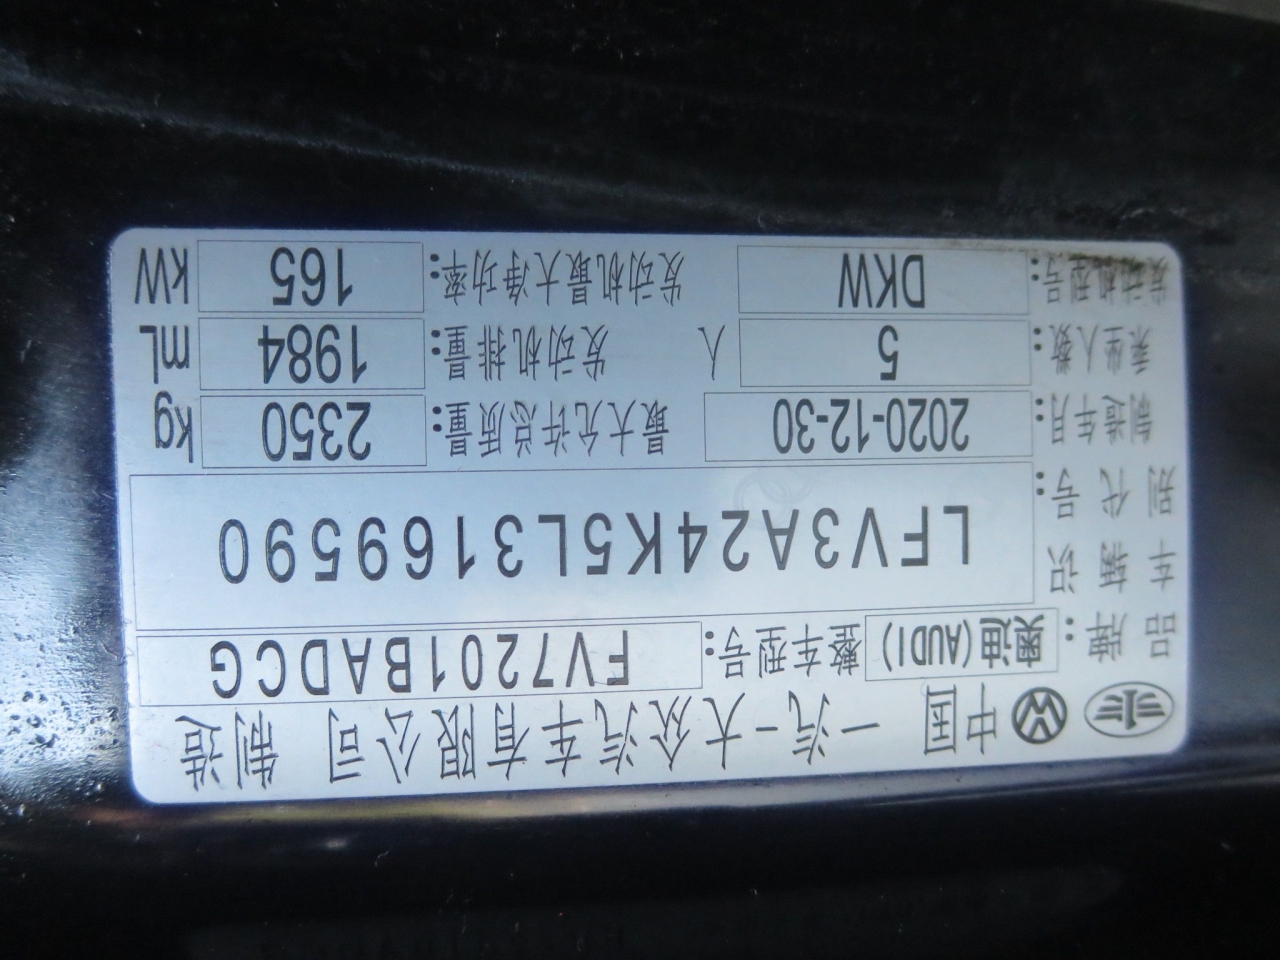 中国 一汽-大众汽车有限公司 制造
品牌: 奥迪(AUDI) 整车型号: FV7201BADCG
车辆识别代号: LFV3A24K5L3169590
制造年月: 2020-12-30 最大允许总质量: 2350 kg
乘坐人数: 5 人 发动机排量: 1984 mL
发动机型号: DKW 发动机最大净功率: 165 kW